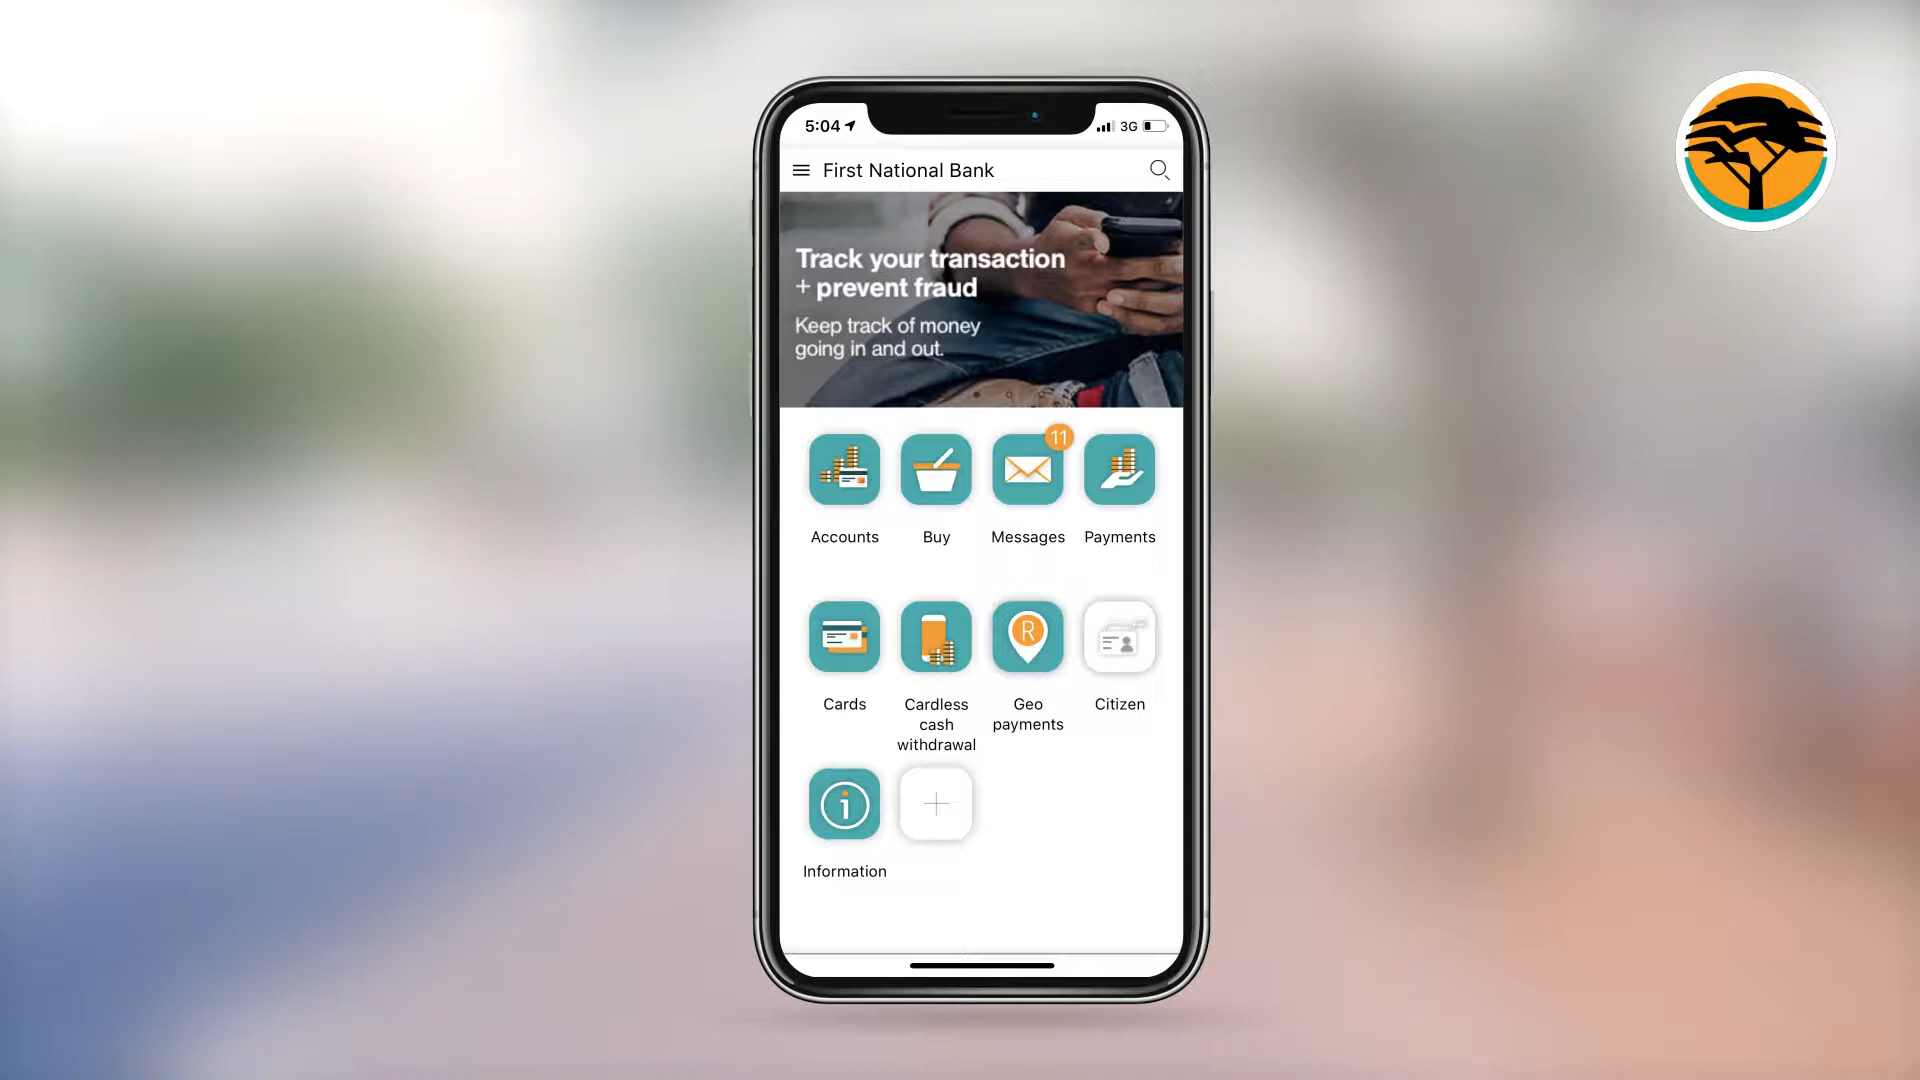 5:04
3G
First National Bank
Track your transaction
+ prevent fraud
Keep track of money
going in and out.
11
Accounts
Buy
Messages
Payments
R
Cards
Cardless
cash
withdrawal
Geo
payments
Citizen
i
Information